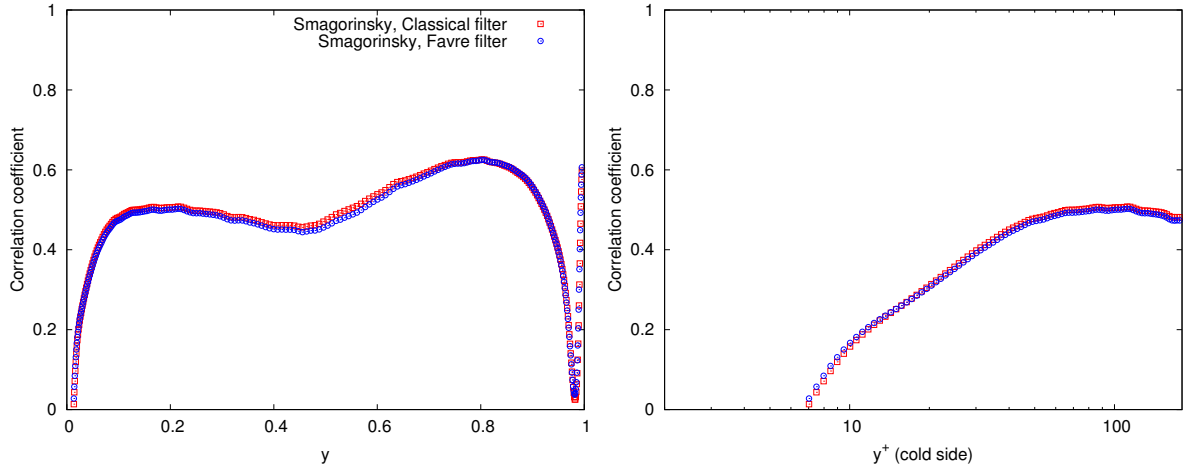 Smagorinsky, Classical filter
Smagorinsky, Favre filter
Correlation coefficient
1
0.8
0.6
0.4
0.2
0
0 0.2 0.4 0.6 0.8 1
y
Correlation coefficient
1
0.8
0.6
0.4
0.2
0
10 100
y+ (cold side)